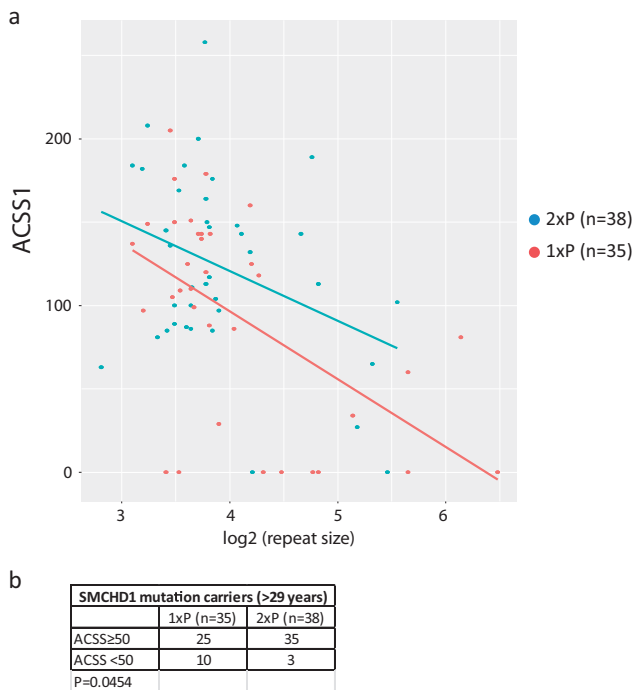 a
ACSS1
200
100
0
3 4 5 6
log2 (repeat size)
2xP (n=38)
1xP (n=35)
b
SMCHD1 mutation carriers (>29 years)
1xP (n=35) 2xP (n=38)
ACSS≥50 25 35
ACSS <50 10 3
P=0.0454